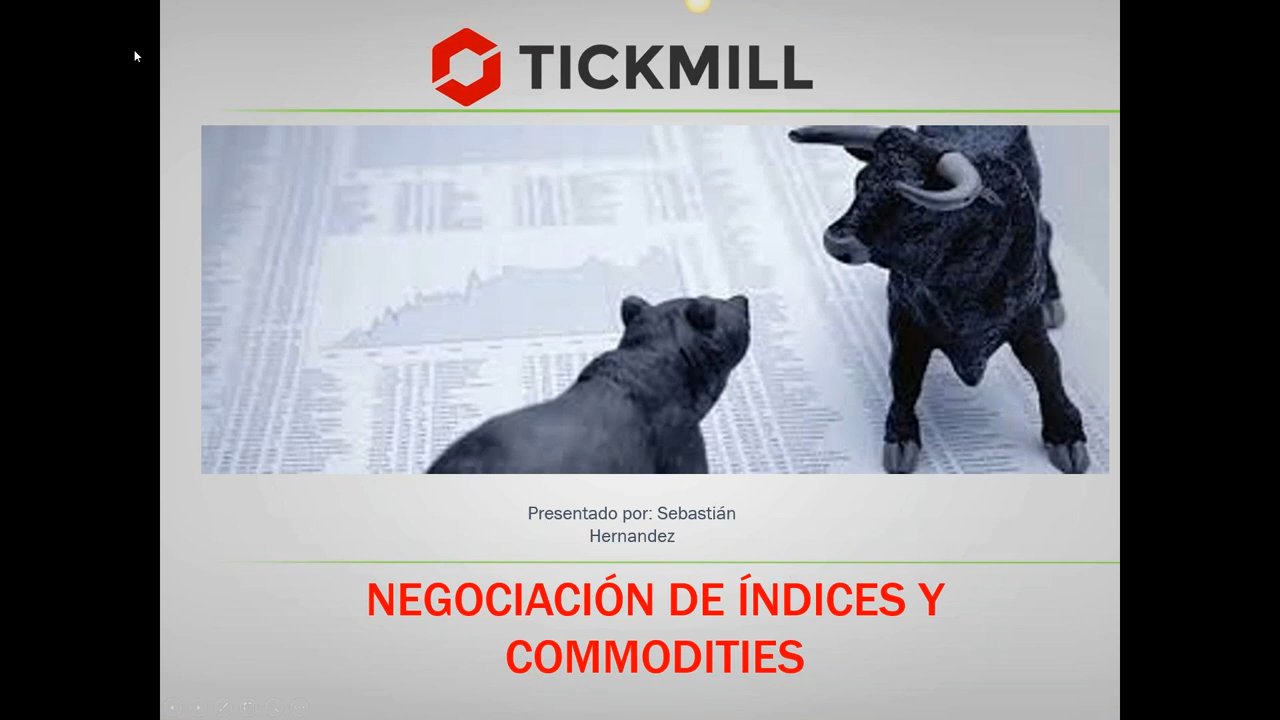 TICKMILL
Presentado por: Sebastián
Hernandez
NEGOCIACIÓN DE ÍNDICES Y
COMMODITIES